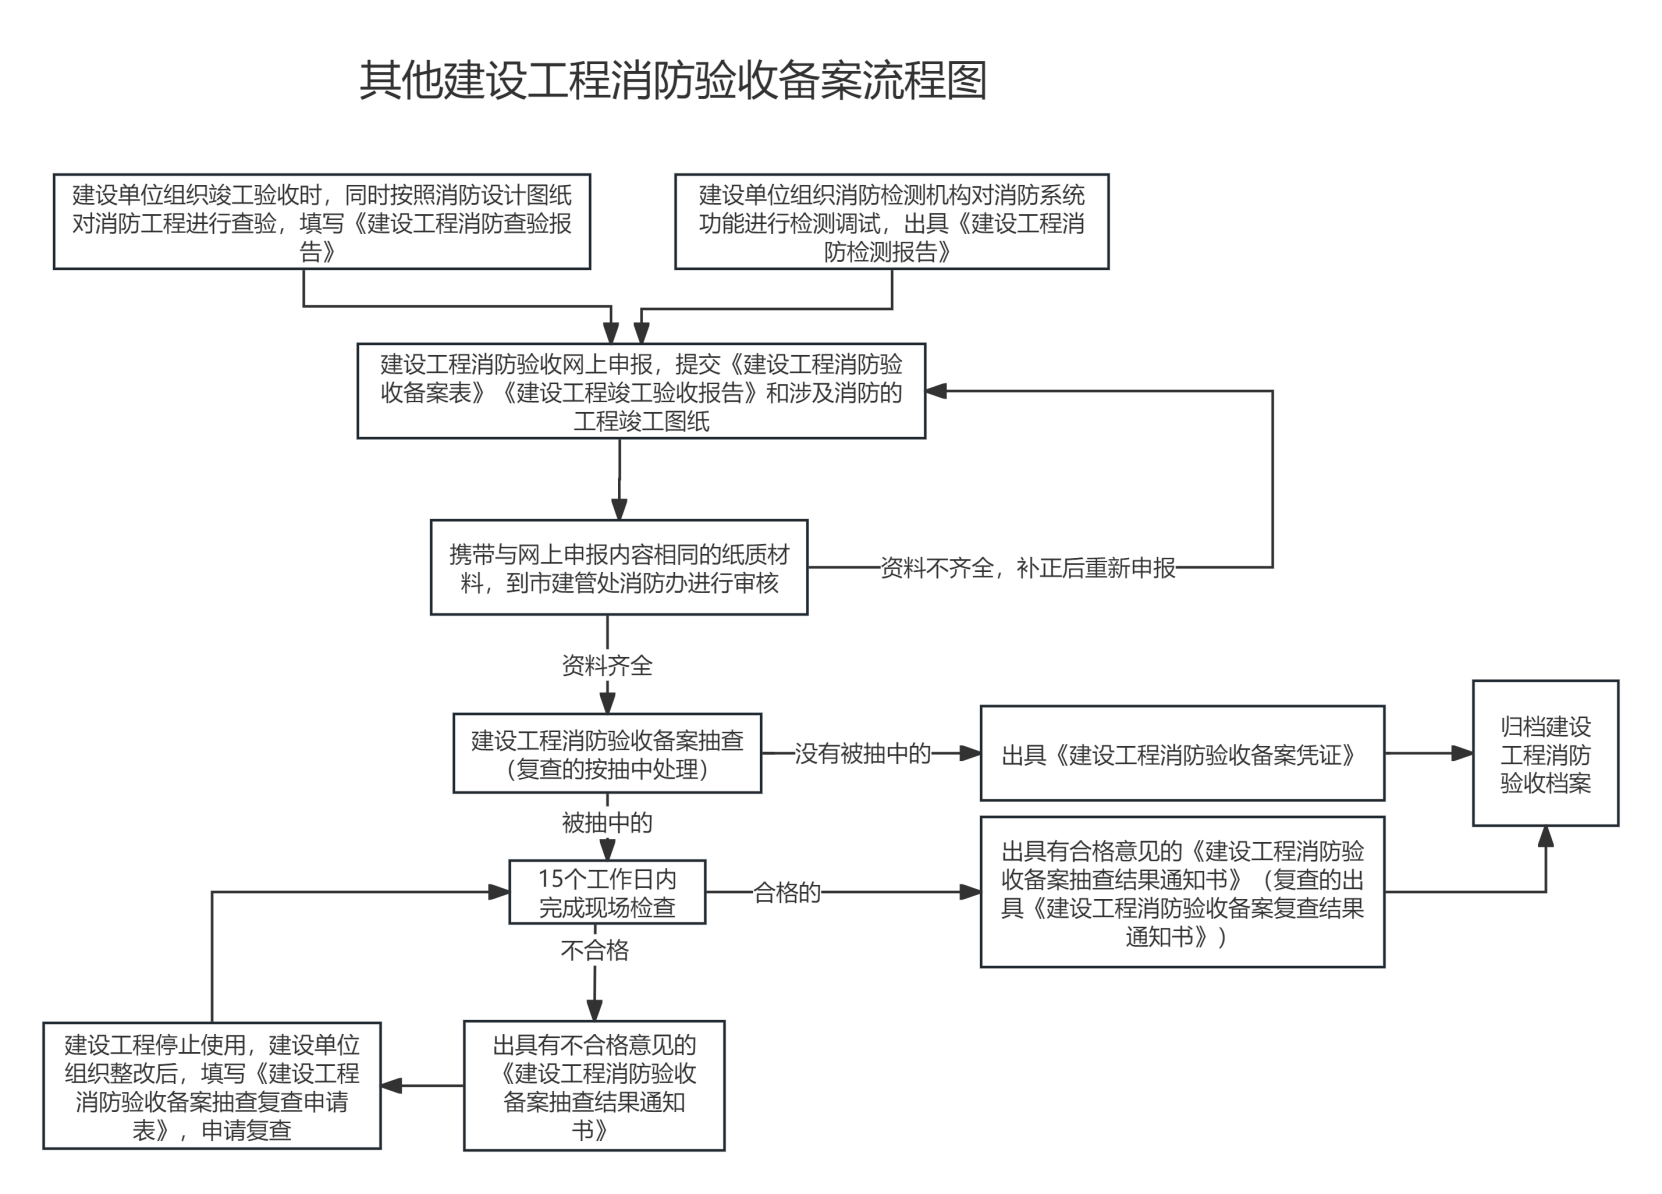 其他建设工程消防验收备案流程图
建设单位组织竣工验收时，同时按照消防设计图纸
对消防工程进行查验，填写《建设工程消防查验报
告》
建设单位组织消防检测机构对消防系统
功能进行检测调试，出具《建设工程消
防检测报告》
建设工程消防验收网上申报，提交《建设工程消防验
收备案表》《建设工程竣工验收报告》和涉及消防的
工程竣工图纸
携带与网上申报内容相同的纸质材
料，到市建管处消防办进行审核
资料不齐全，补正后重新申报
资料齐全
建设工程消防验收备案抽查
（复查的按抽中处理）
没有被抽中的
出具《建设工程消防验收备案凭证》
归档建设
工程消防
验收档案
被抽中的
15个工作日内
完成现场检查
合格的
出具有合格意见的《建设工程消防验
收备案抽查结果通知书》（复查的出
具《建设工程消防验收备案复查结果
通知书》）
不合格
出具有不合格意见的
《建设工程消防验收
备案抽查结果通知
书》
建设工程停止使用，建设单位
组织整改后，填写《建设工程
消防验收备案抽查复查申请
表》，申请复查